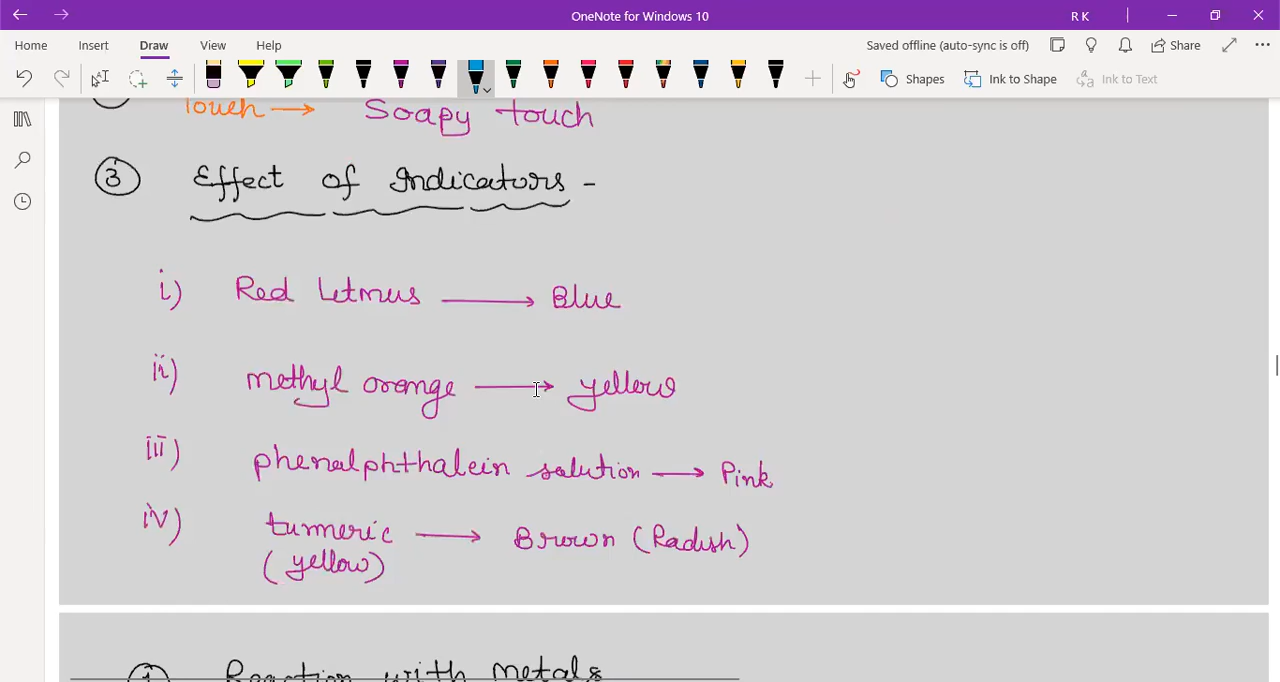 OneNote for Windows 10
R K
Home Insert Draw View Help
Saved offline (auto-sync is off) Share
Shapes Ink to Shape Ink to Text
Touch → Soapy touch
③ Effect of Indicators -
i) Red Litmus → Blue
ii) methyl orange → yellow
iii) phenalphthalein solution → Pink
iv) turmeric → Brown (Radish)
(yellow)
Reaction with metals